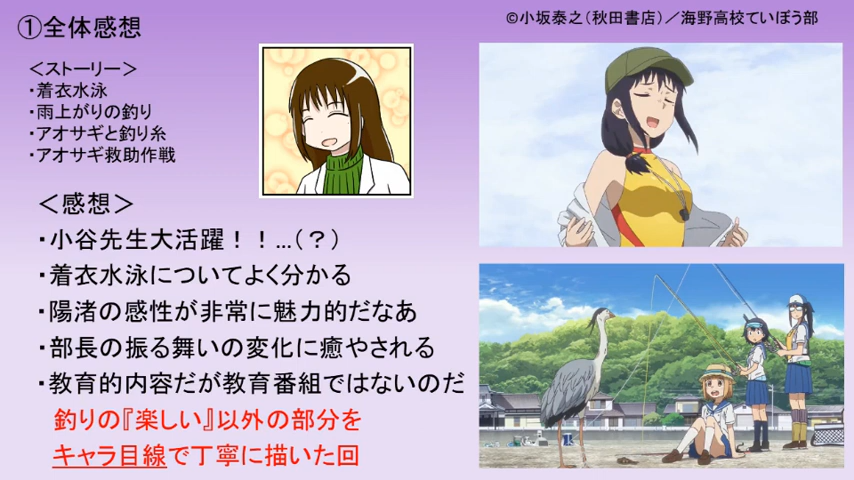 ①全体感想
©小坂泰之（秋田書店）／海野高校ていぼう部
＜ストーリー＞
・着衣水泳
・雨上がりの釣り
・アオサギと釣り糸
・アオサギ救助作戦
＜感想＞
・小谷先生大活躍！！...（？）
・着衣水泳についてよく分かる
・陽渚の感性が非常に魅力的だなあ
・部長の振る舞いの変化に癒やされる
・教育的内容だが教育番組ではないのだ
釣りの『楽しい』以外の部分を
キャラ目線で丁寧に描いた回